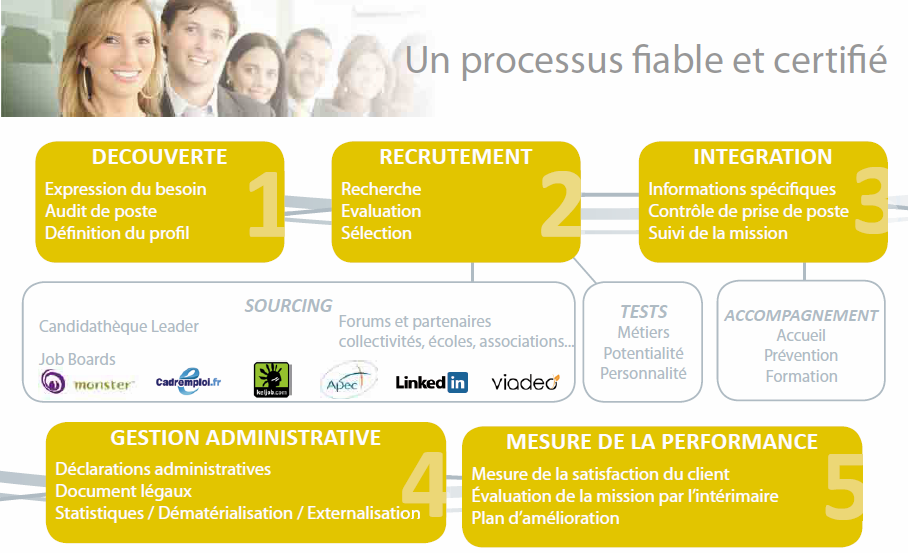 Un processus fiable et certifié
DECOUVERTE
Expression du besoin
Audit de poste
Définition du profil
1
RECRUTEMENT
Recherche
Evaluation
Sélection
2
INTEGRATION
Informations spécifiques
Contrôle de prise de poste
Suivi de la mission
3
SOURCING
Candidathèque Leader
Forums et partenaires
collectivités, écoles, associations...
Job Boards
monster
Cadremploi.fr
keljob.com
Apec
Linked in
viadeo
TESTS
Métiers
Potentialité
Personnalité
ACCOMPAGNEMENT
Accueil
Prévention
Formation
GESTION ADMINISTRATIVE
Déclarations administratives
Document légaux
Statistiques / Dématérialisation / Externalisation
4
MESURE DE LA PERFORMANCE
Mesure de la satisfaction du client
Évaluation de la mission par l’intérimaire
Plan d’amélioration
5